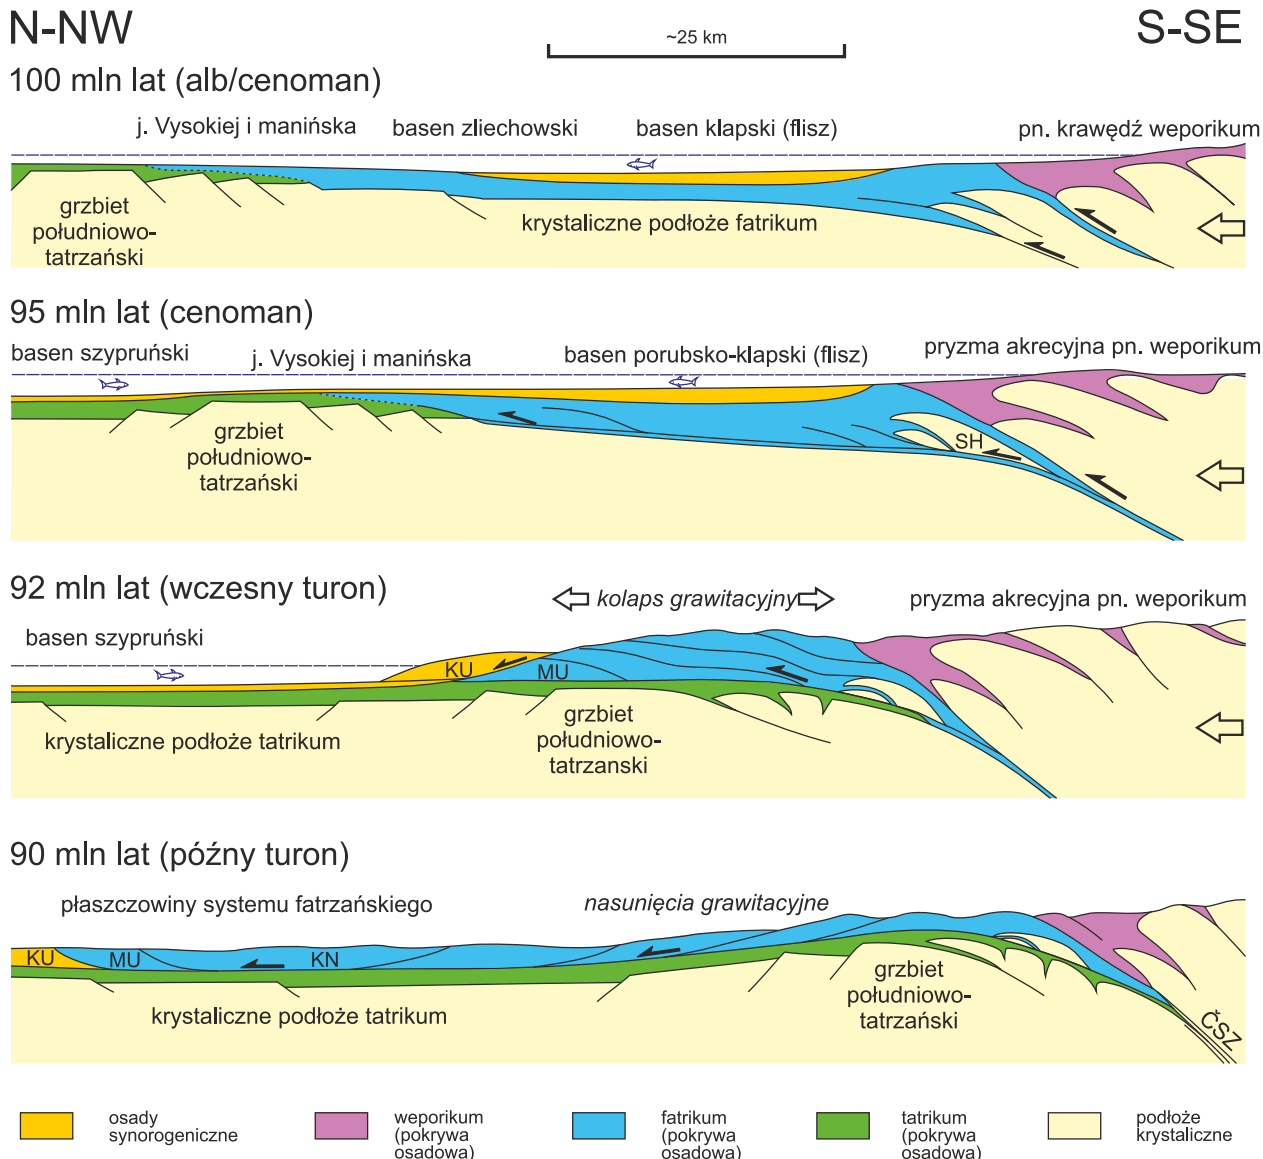 N-NW
S-SE
~25 km
100 mln lat (alb/cenoman)
j. Vysokiej i manińska
basen zliechowski
basen klapski (flisz)
pn. krawędź weporikum
grzbiet
południowo-
tatrzański
krystaliczne podłoże fatrikum
95 mln lat (cenoman)
basen szypruński
j. Vysokiej i manińska
basen porubsko-klapski (flisz)
pryzma akrecyjna pn. weporikum
grzbiet
południowo-
tatrzański
SH
92 mln lat (wczesny turon)
kolaps grawitacyjny
pryzma akrecyjna pn. weporikum
basen szypruński
KU
MU
krystaliczne podłoże tatrikum
grzbiet
południowo-
tatrzanski
90 mln lat (późny turon)
płaszczowiny systemu fatrzańskiego
nasunięcia grawitacyjne
KU
MU
KN
krystaliczne podłoże tatrikum
grzbiet
południowo-
tatrzański
ČSZ
osady
synorogeniczne
weporikum
(pokrywa
osadowa)
fatrikum
(pokrywa
osadowa)
tatrikum
(pokrywa
osadowa)
podłoże
krystaliczne